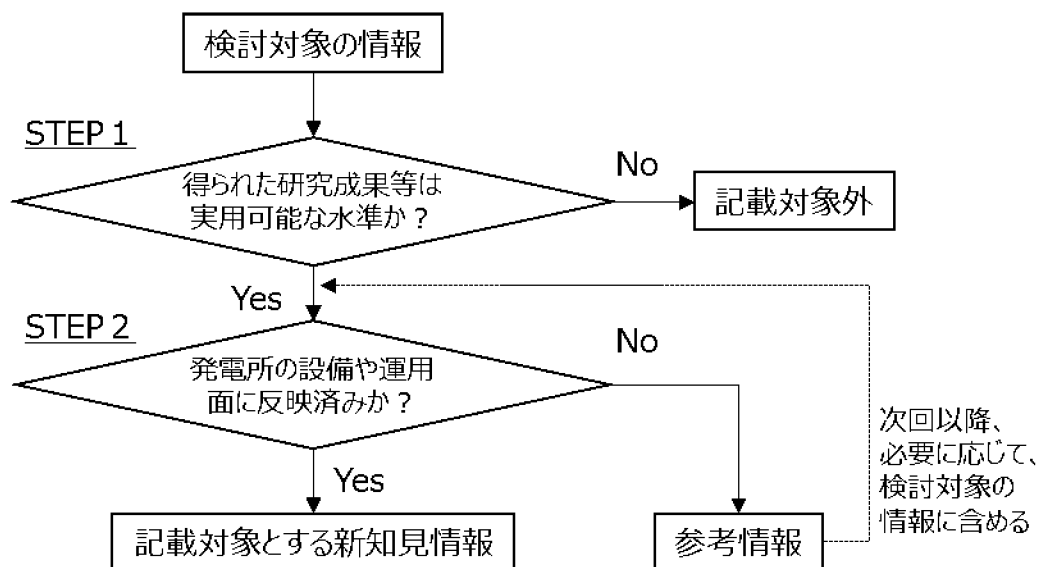 検討対象の情報
STEP 1
得られた研究成果等は
実用可能な水準か？
No
記載対象外
Yes
STEP 2
発電所の設備や運用
面に反映済みか？
No
次回以降、
必要に応じて、
検討対象の
情報に含める
Yes
記載対象とする新知見情報
参考情報